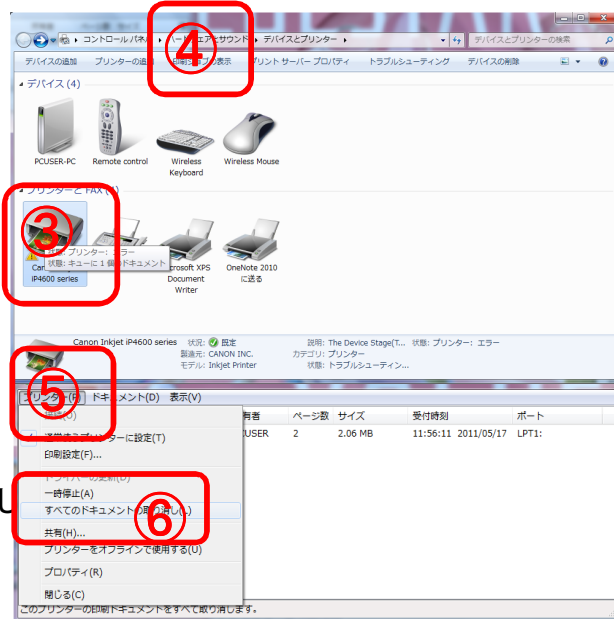 コントロール パネル ▸ ハードウェアとサウンド ▸ デバイスとプリンター ▸
デバイスとプリンターの検索
デバイスの追加 プリンターの追加 印刷ジョブの表示 プリント サーバー プロパティ トラブルシューティング デバイスの削除
④
デバイス (4)
PCUSER-PC Remote control Wireless Keyboard Wireless Mouse
プリンターと FAX (4)
③
状態: プリンター: エラー
状態: キューに 1 個のドキュメント
iP4600 series
Document Writer
OneNote 2010 に送る
Canon Inkjet iP4600 series 状況: 既定 説明: The Device Stage(T... 状態: プリンター: エラー
製造元: CANON INC. カテゴリ: プリンター
モデル: Inkjet Printer 状態: トラブルシューティン...
⑤
プリンター(P) ドキュメント(D) 表示(V)
ページ数 サイズ 受付時刻 ポート
2 2.06 MB 11:56:11 2011/05/17 LPT1:
通常使うプリンターに設定(T)
印刷設定(F)...
ドライバーの更新(D)
一時停止(A)
すべてのドキュメントの取り消し(L)
⑥
共有(H)...
プリンターをオフラインで使用する(U)
プロパティ(R)
閉じる(C)
このプリンターの印刷ドキュメントをすべて取り消します。